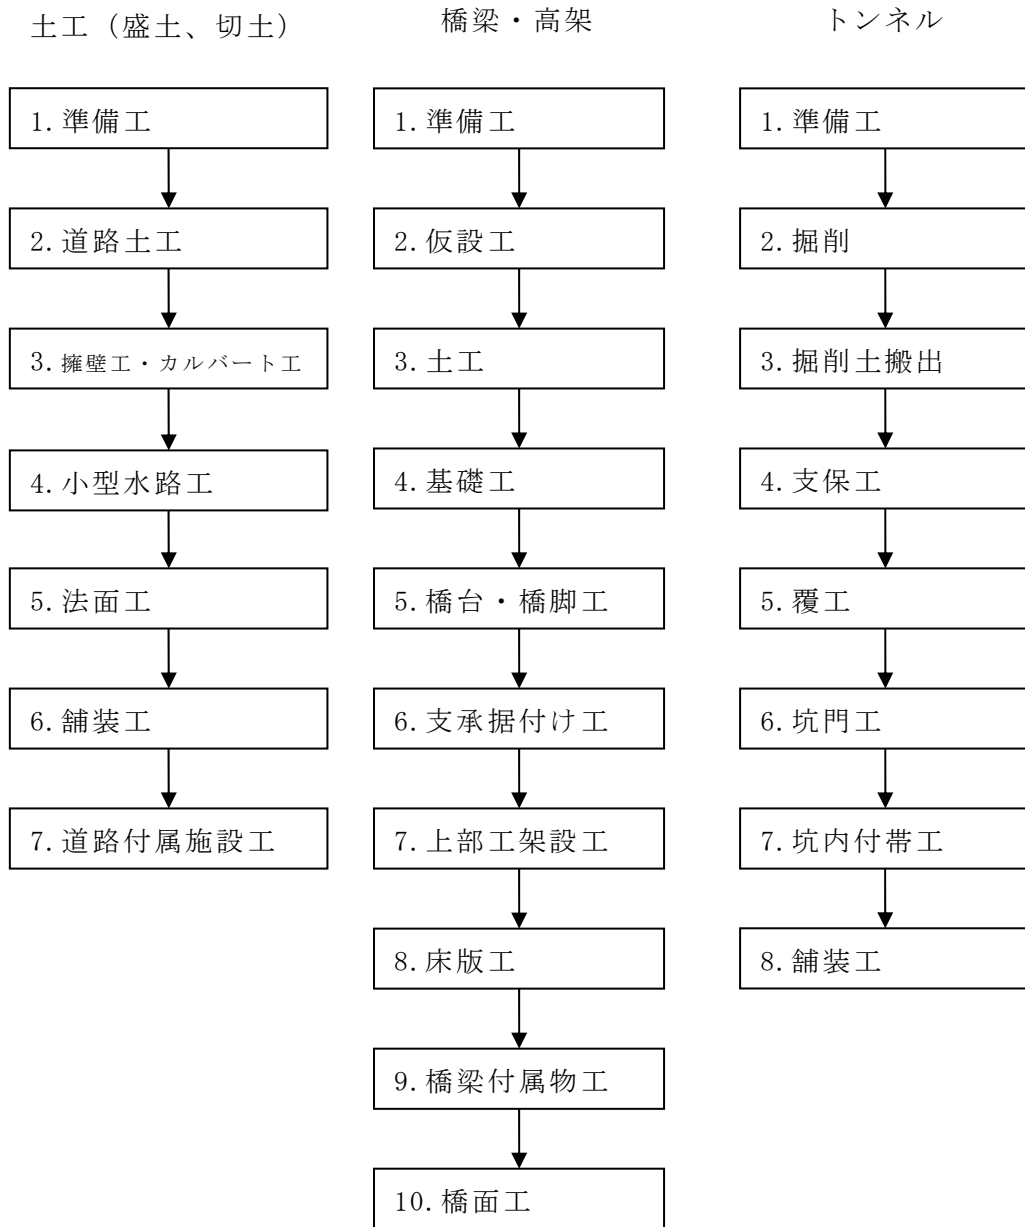 土工（盛土、切土）
1.準備工
2.道路土工
3.擁壁工・カルバート工
4.小型水路工
5.法面工
6.舗装工
7.道路付属施設工
橋梁・高架
1.準備工
2.仮設工
3.土工
4.基礎工
5.橋台・橋脚工
6.支承据付け工
7.上部工架設工
8.床版工
9.橋梁付属物工
10.橋面工
トンネル
1.準備工
2.掘削
3.掘削土搬出
4.支保工
5.覆工
6.坑門工
7.坑内付帯工
8.舗装工